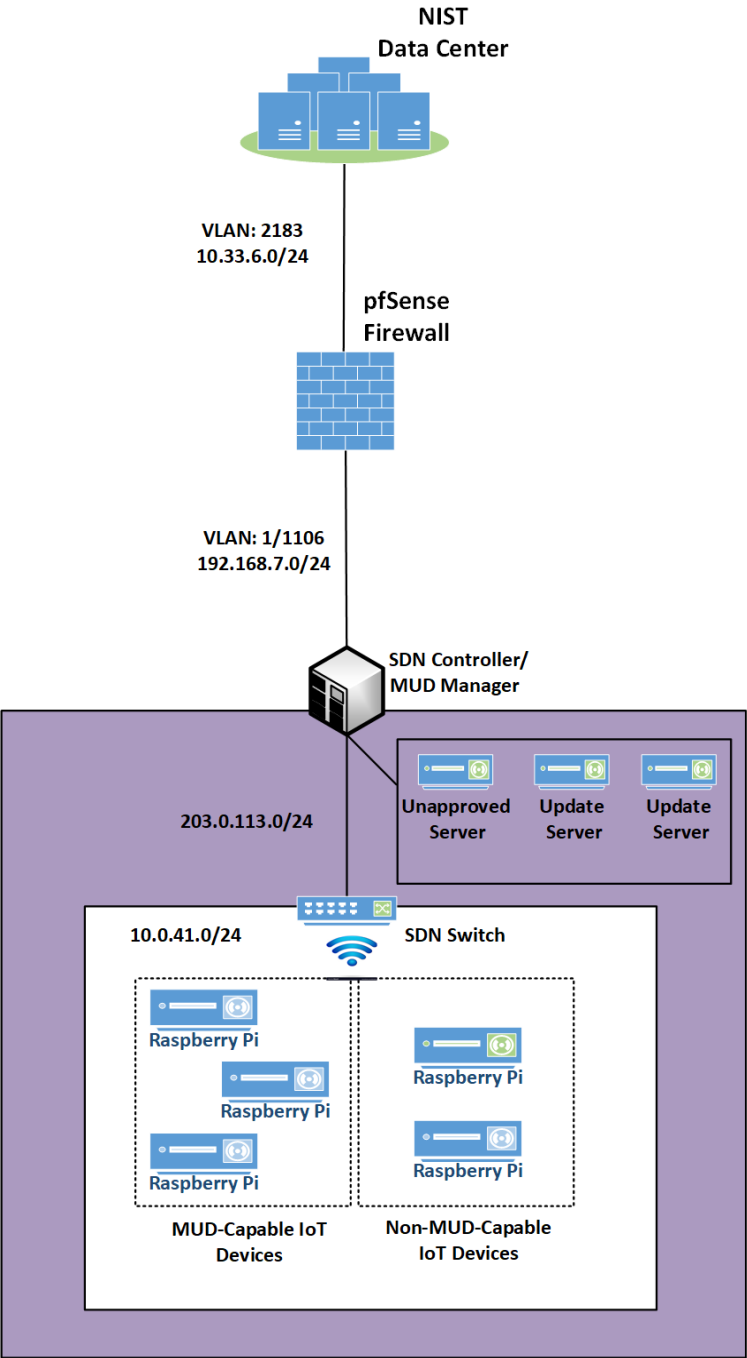 NIST
Data Center
VLAN: 2183
10.33.6.0/24
pfSense
Firewall
VLAN: 1/1106
192.168.7.0/24
SDN Controller/
MUD Manager
Unapproved
Server
Update
Server
Update
Server
203.0.113.0/24
10.0.41.0/24
SDN Switch
Raspberry Pi
Raspberry Pi
Raspberry Pi
Raspberry Pi
Raspberry Pi
MUD-Capable IoT
Devices
Non-MUD-Capable
IoT Devices